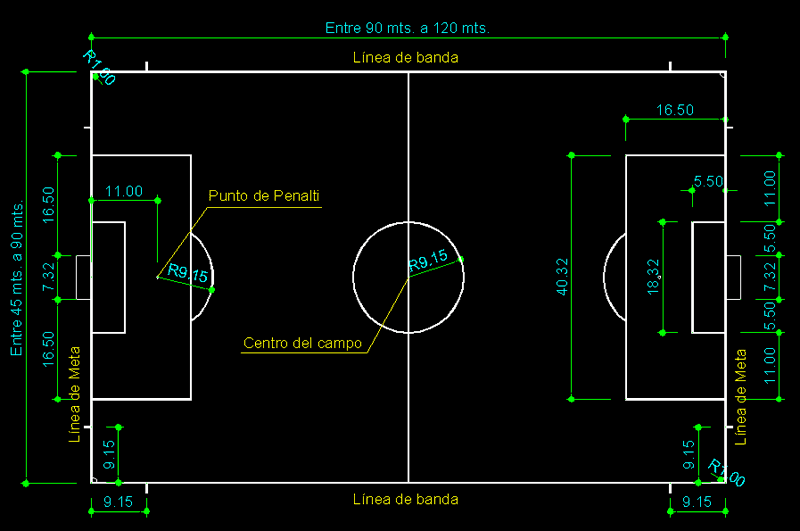 Entre 90 mts. a 120 mts.
Línea de banda
R1.00
16.50
11.00
Punto de Penalti
5.50
11.00
16.50
5.50
R9.15
R9.15
7.32
40.32
18.32
7.32
Entre 45 mts. a 90 mts.
5.50
16.50
Centro del campo
11.00
Línea de Meta
Línea de Meta
9.15
9.15
R1.00
9.15
Línea de banda
9.15